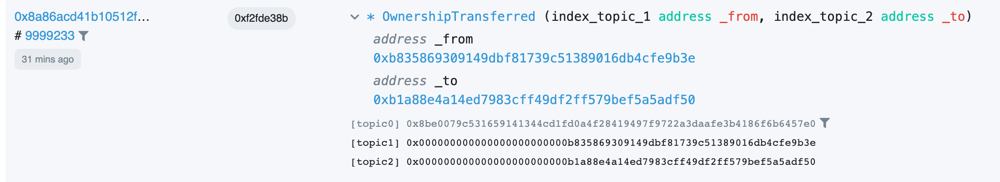 0x8a86acd41b10512f...
# 9999233
31 mins ago
0xf2fde38b
* OwnershipTransferred (index_topic_1 address _from, index_topic_2 address _to)
address _from
0xb835869309149dbf81739c51389016db4cfe9b3e
address _to
0xb1a88e4a14ed7983cff49df2ff579bef5a5adf50
[topic0] 0x8be0079c531659141344cd1fd0a4f28419497f9722a3daafe3b4186f6b6457e0
[topic1] 0x000000000000000000000000b835869309149dbf81739c51389016db4cfe9b3e
[topic2] 0x000000000000000000000000b1a88e4a14ed7983cff49df2ff579bef5a5adf50